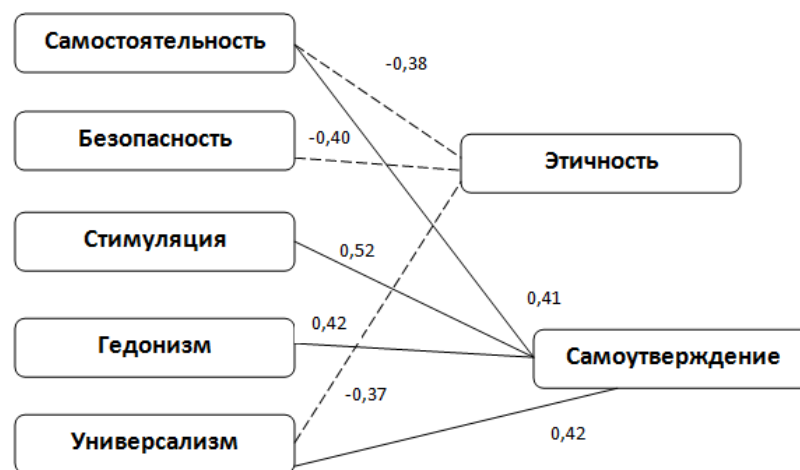 Самостоятельность
-0,38
Безопасность
-0,40
Этичность
Стимуляция
0,52
0,41
Гедонизм
0,42
Самоутверждение
-0,37
Универсализм
0,42